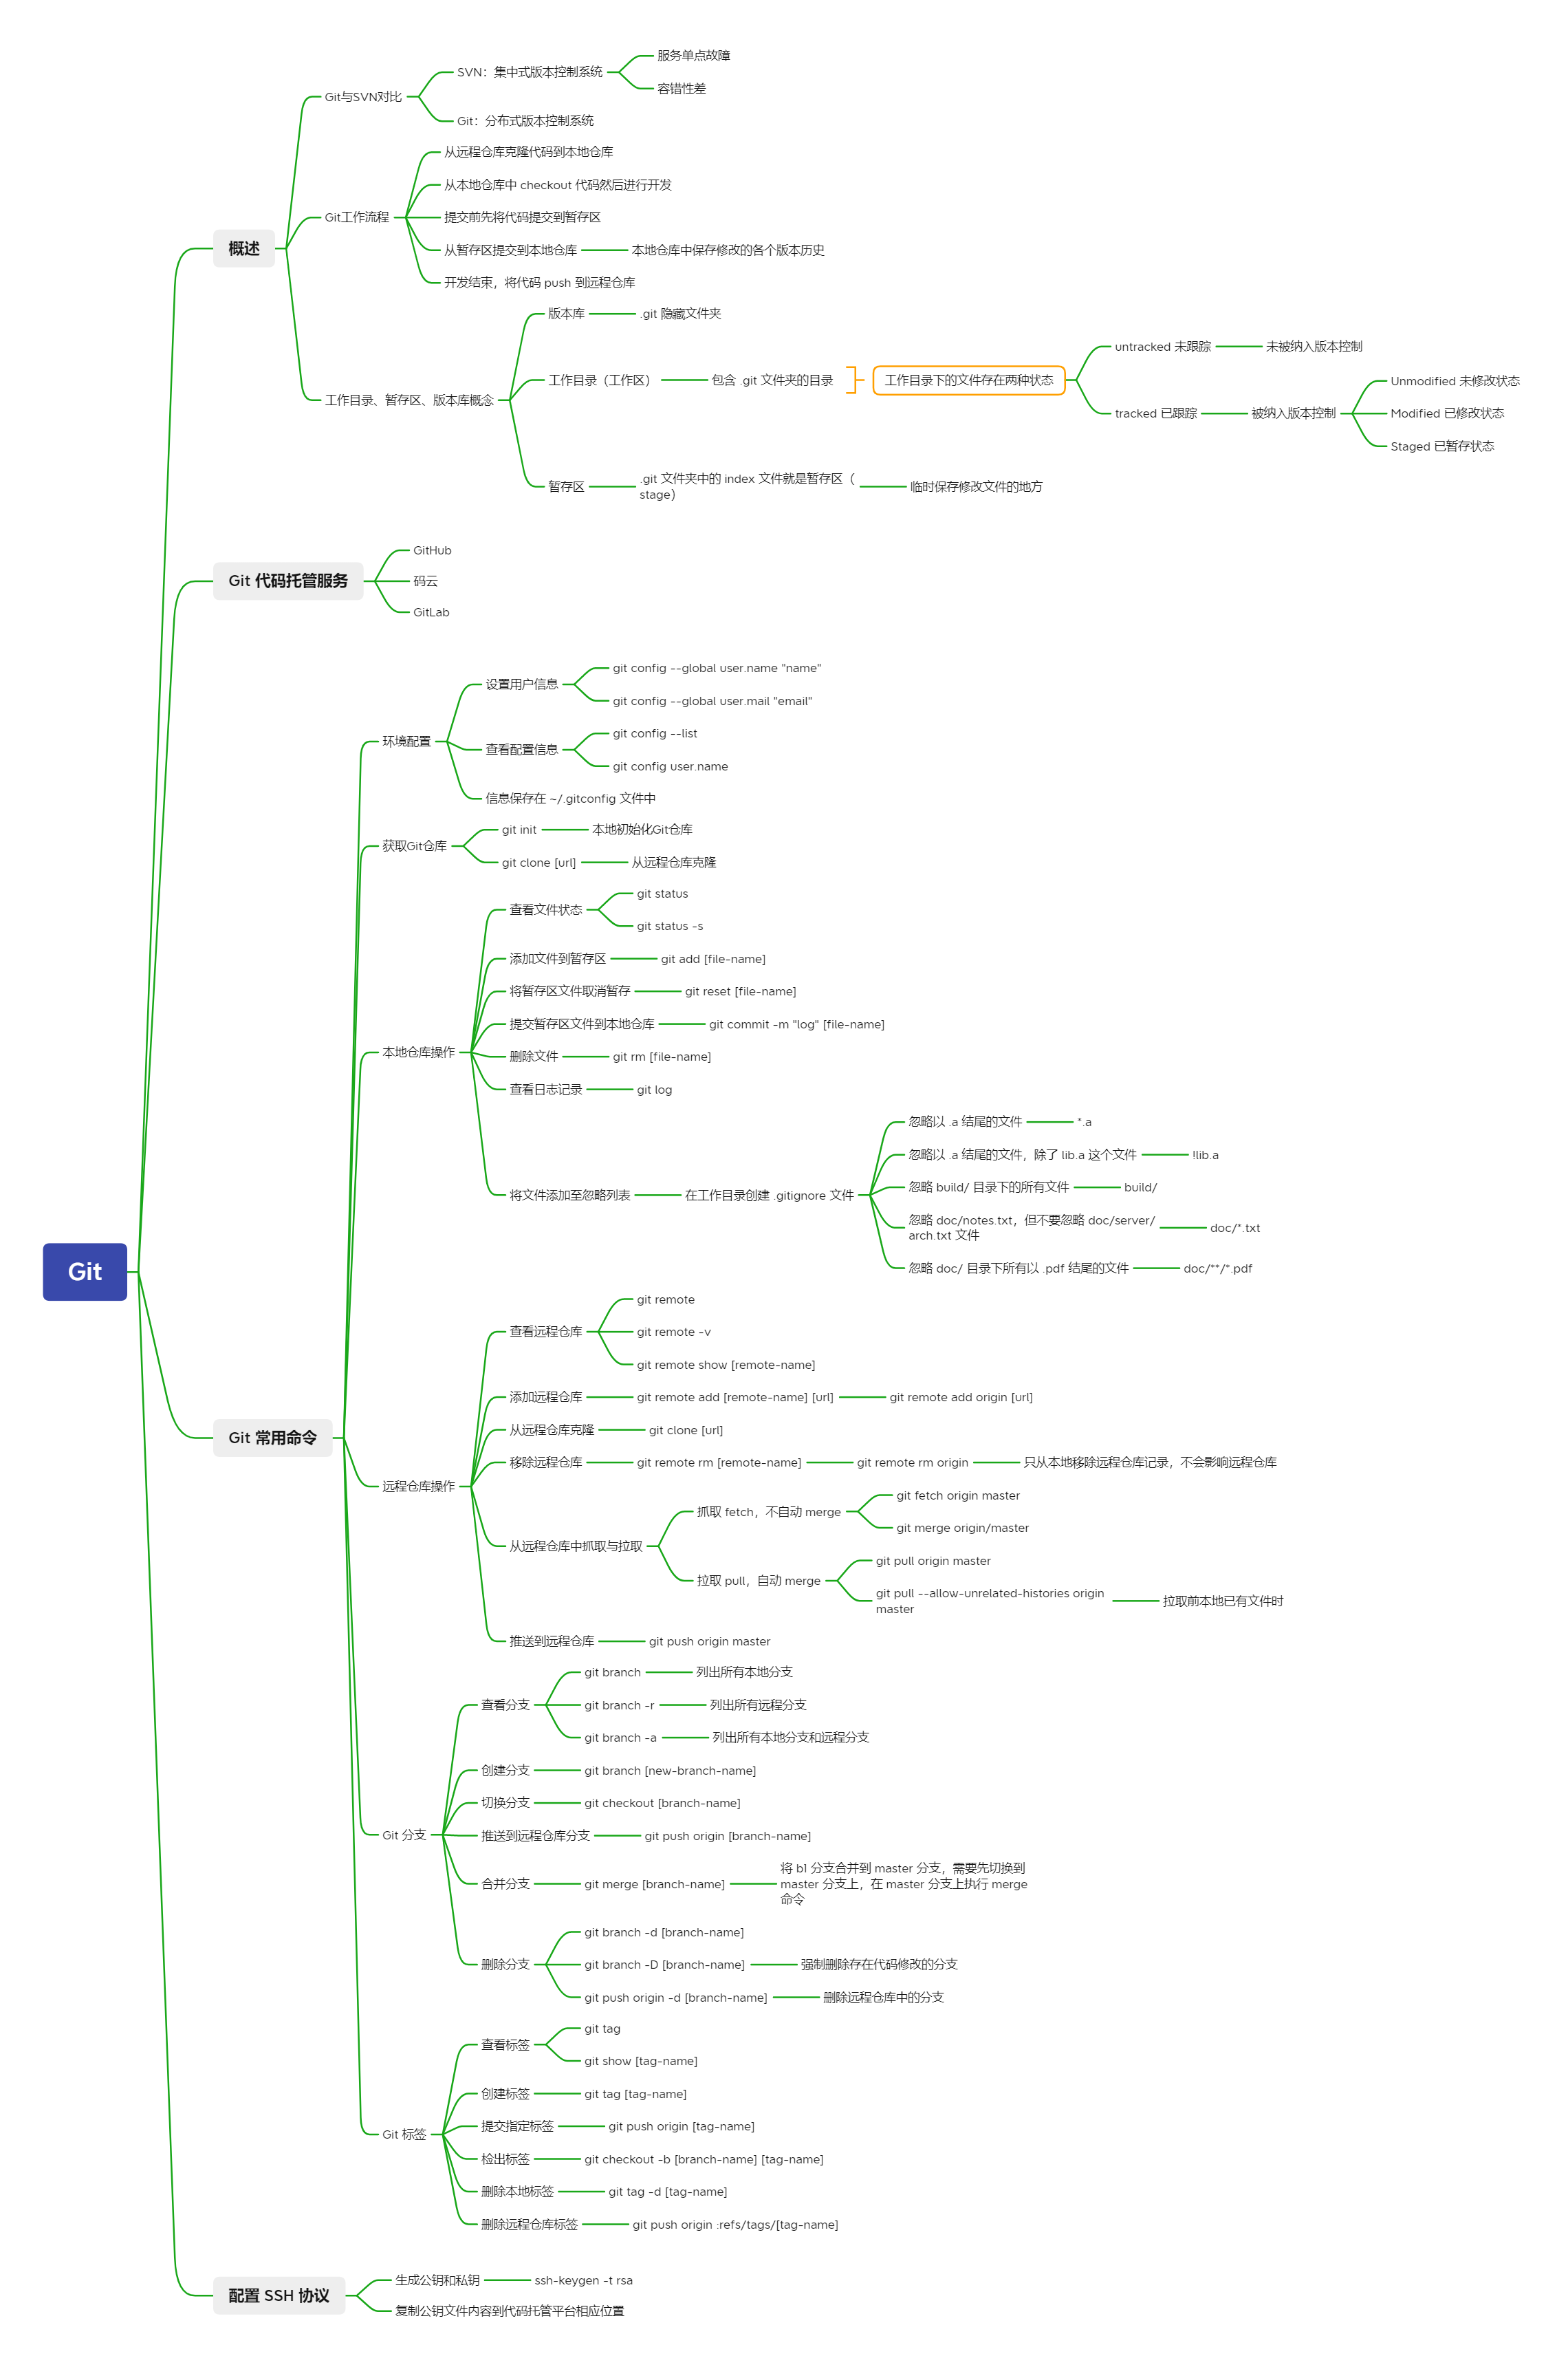 Git
概述
Git与SVN对比
SVN：集中式版本控制系统
服务单点故障
容错性差
Git：分布式版本控制系统
Git工作流程
从远程仓库克隆代码到本地仓库
从本地仓库中 checkout 代码然后进行开发
提交前先将代码提交到暂存区
从暂存区提交到本地仓库
本地仓库中保存修改的各个版本历史
开发结束，将代码 push 到远程仓库
工作目录、暂存区、版本库概念
版本库
.git 隐藏文件夹
工作目录（工作区）
包含 .git 文件夹的目录
工作目录下的文件存在两种状态
untracked 未跟踪
未被纳入版本控制
tracked 已跟踪
被纳入版本控制
Unmodified 未修改状态
Modified 已修改状态
Staged 已暂存状态
暂存区
.git 文件夹中的 index 文件就是暂存区（
stage)
临时保存修改文件的地方
Git 代码托管服务
GitHub
码云
GitLab
Git 常用命令
环境配置
设置用户信息
git config --global user.name "name"
git config --global user.mail "email"
查看配置信息
git config --list
git config user.name
信息保存在 ~/.gitconfig 文件中
获取Git仓库
git init
本地初始化Git仓库
git clone [url]
从远程仓库克隆
本地仓库操作
查看文件状态
git status
git status -s
添加文件到暂存区
git add [file-name]
将暂存区文件取消暂存
git reset [file-name]
提交暂存区文件到本地仓库
git commit -m "log" [file-name]
删除文件
git rm [file-name]
查看日志记录
git log
将文件添加至忽略列表
在工作目录创建 .gitignore 文件
忽略以 .a 结尾的文件
*.a
忽略以 .a 结尾的文件，除了 lib.a 这个文件
!lib.a
忽略 build/ 目录下的所有文件
build/
忽略 doc/notes.txt，但不要忽略 doc/server/
arch.txt 文件
doc/*.txt
忽略 doc/ 目录下所有以 .pdf 结尾的文件
doc/**/*.pdf
远程仓库操作
查看远程仓库
git remote
git remote -v
git remote show [remote-name]
添加远程仓库
git remote add [remote-name] [url]
git remote add origin [url]
从远程仓库克隆
git clone [url]
移除远程仓库
git remote rm [remote-name]
git remote rm origin
只从本地移除远程仓库记录，不会影响远程仓库
从远程仓库中抓取与拉取
抓取 fetch，不自动 merge
git fetch origin master
git merge origin/master
拉取 pull，自动 merge
git pull origin master
git pull --allow-unrelated-histories origin
master
拉取前本地已有文件时
推送到远程仓库
git push origin master
Git 分支
查看分支
git branch
列出所有本地分支
git branch -r
列出所有远程分支
git branch -a
列出所有本地分支和远程分支
创建分支
git branch [new-branch-name]
切换分支
git checkout [branch-name]
推送到远程仓库分支
git push origin [branch-name]
合并分支
git merge [branch-name]
将 b1 分支合并到 master 分支，需要先切换到
master 分支上，在 master 分支上执行 merge
命令
删除分支
git branch -d [branch-name]
git branch -D [branch-name]
强制删除存在代码修改的分支
git push origin -d [branch-name]
删除远程仓库中的分支
Git 标签
查看标签
git tag
git show [tag-name]
创建标签
git tag [tag-name]
提交指定标签
git push origin [tag-name]
检出标签
git checkout -b [branch-name] [tag-name]
删除本地标签
git tag -d [tag-name]
删除远程仓库标签
git push origin :refs/tags/[tag-name]
配置 SSH 协议
生成公钥和私钥
ssh-keygen -t rsa
复制公钥文件内容到代码托管平台相应位置